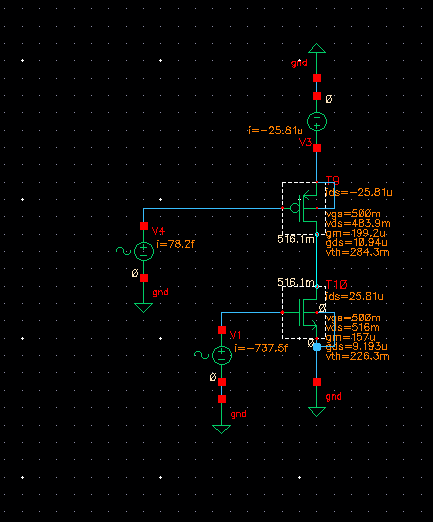 gnd
0
i=-25.81u
V3
T9
ids=-25.81u
vgs=500m
vds=483.9m
gm=199.2u
gds=10.94u
vth=284.3m
516.1m
V4
i=78.2f
0
gnd
516.1m
T10
ids=25.81u
0
vgs=500m
vds=516m
gm=157u
gds=9.193u
vth=226.3m
0
V1
i=-737.5f
0
gnd
gnd